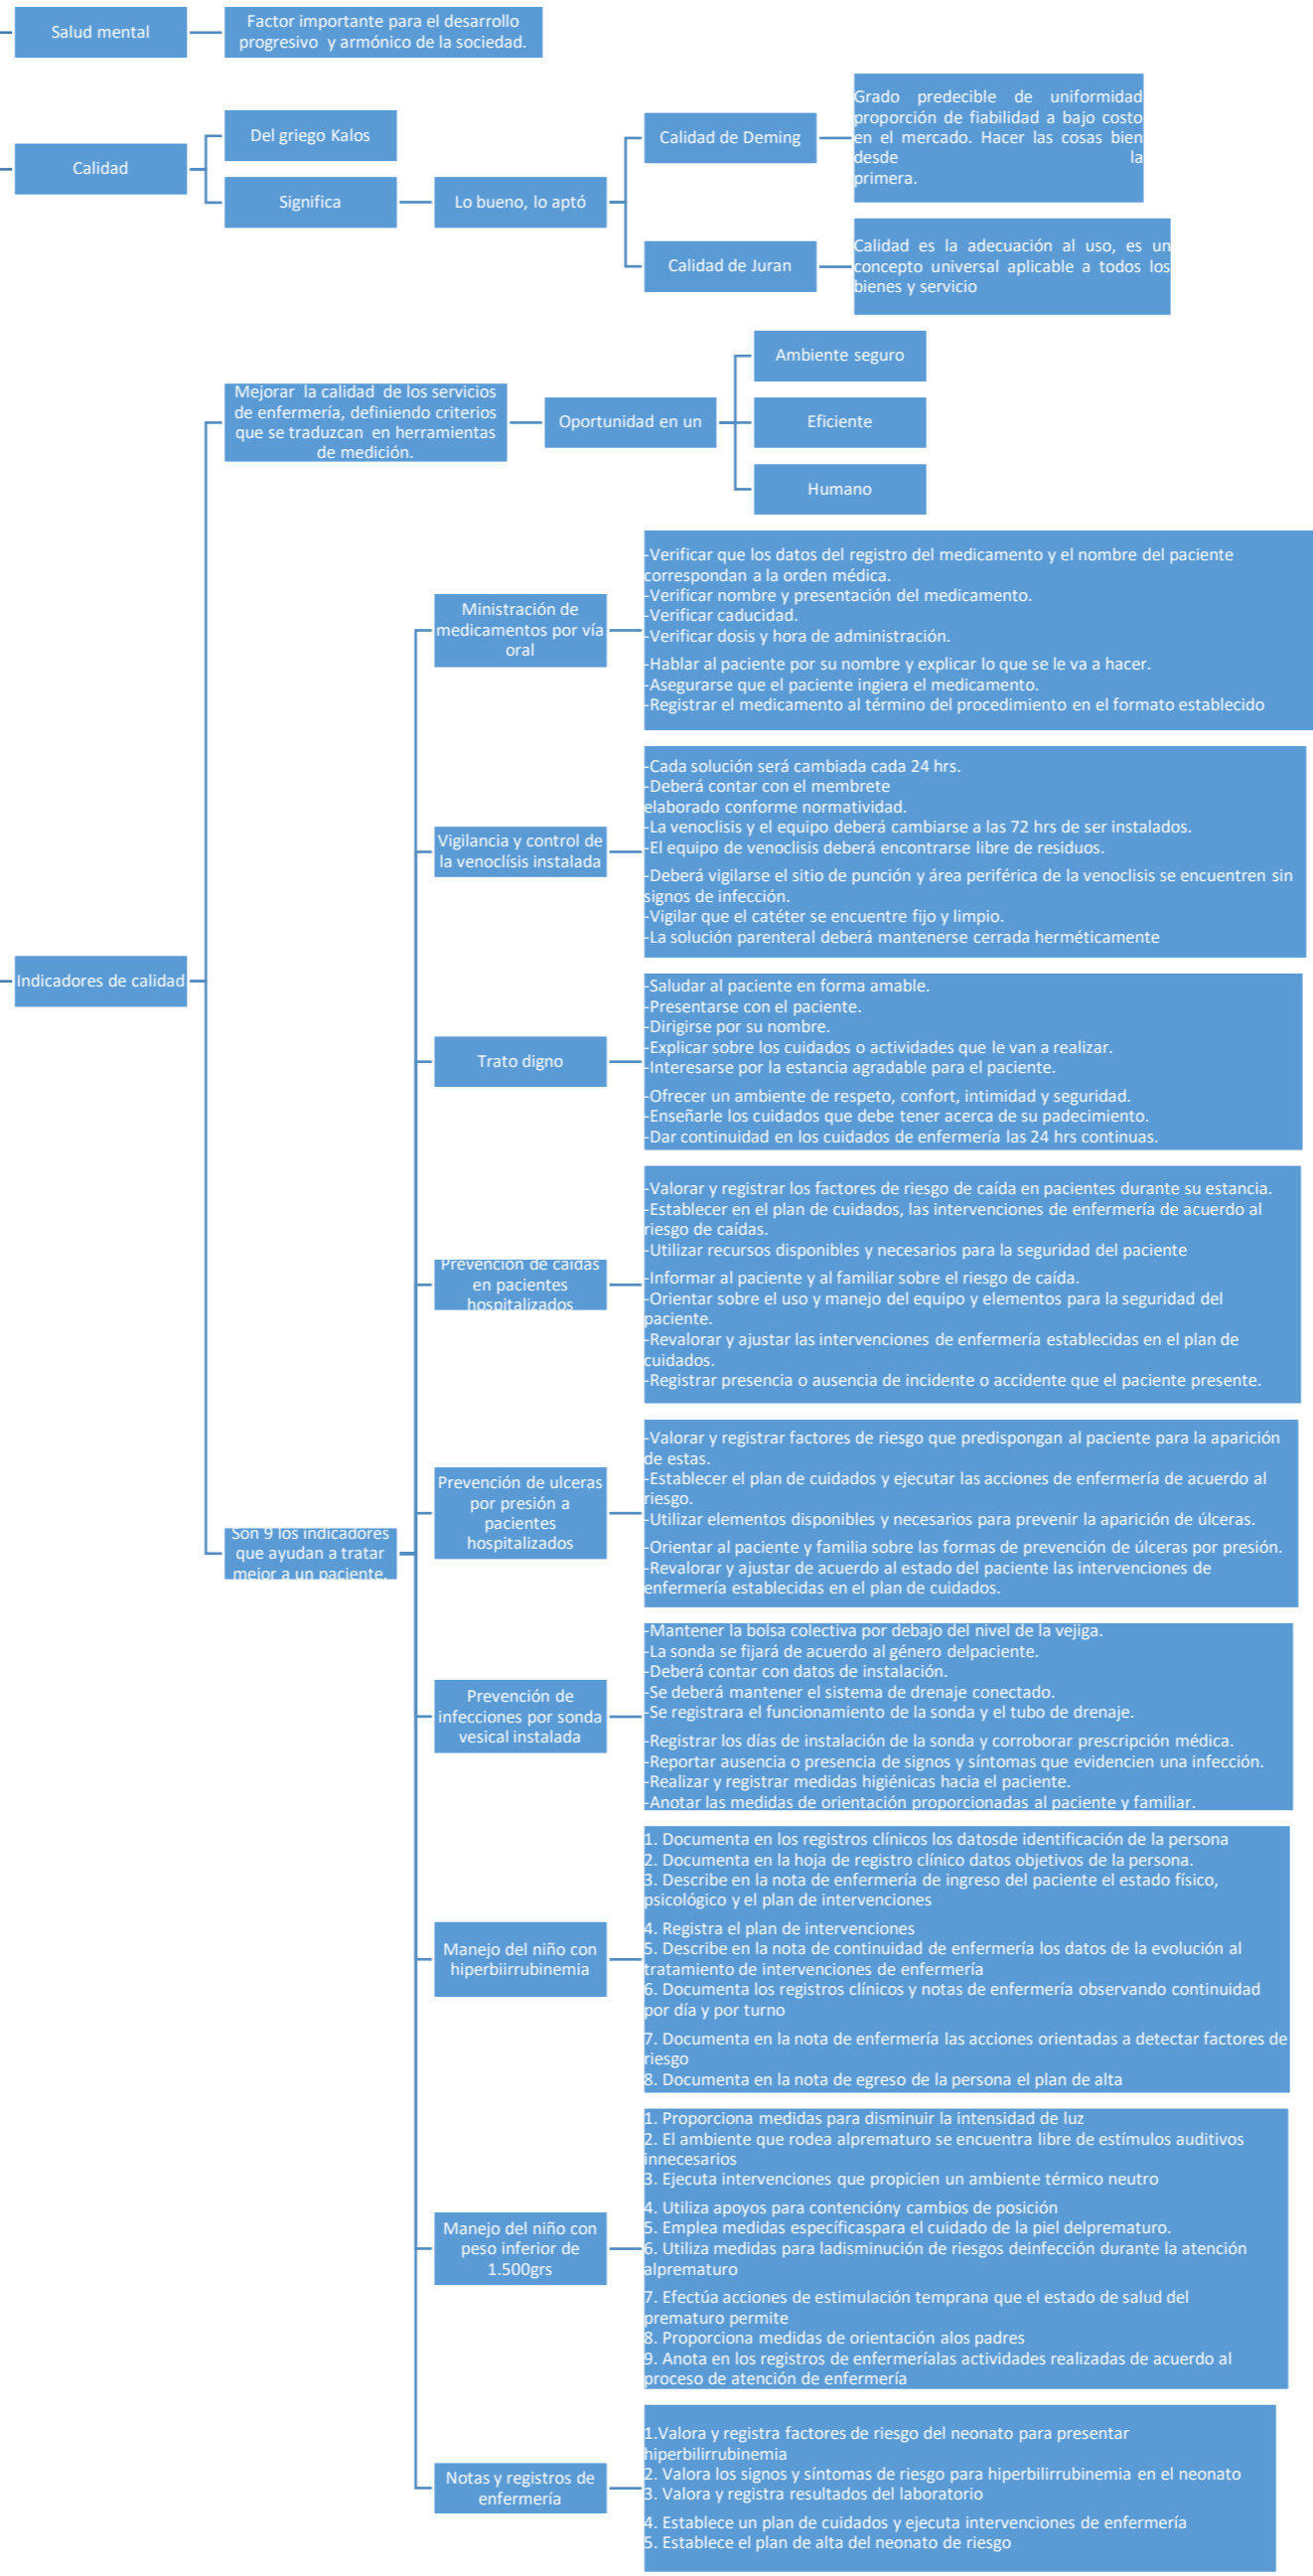 Salud mental
Factor importante para el desarrollo
progresivo y armónico de la sociedad.
Calidad
Del griego Kalos
Significa
Lo bueno, lo aptó
Calidad de Deming
Grado predecible de uniformidad
proporción de fiabilidad a bajo costo
en el mercado. Hacer las cosas bien
desde la
primera.
Calidad de Juran
Calidad es la adecuación al uso, es un
concepto universal aplicable a todos los
bienes y servicio
Indicadores de calidad
Mejorar la calidad de los servicios
de enfermería, definiendo criterios
que se traduzcan en herramientas
de medición.
Oportunidad en un
Ambiente seguro
Eficiente
Humano
Son 9 los indicadores
que ayudan a tratar
mejor a un paciente.
Ministración de
medicamentos por vía
oral
-Verificar que los datos del registro del medicamento y el nombre del paciente
correspondan a la orden médica.
-Verificar nombre y presentación del medicamento.
-Verificar caducidad.
-Verificar dosis y hora de administración.
-Hablar al paciente por su nombre y explicar lo que se le va a hacer.
-Asegurarse que el paciente ingiera el medicamento.
-Registrar el medicamento al término del procedimiento en el formato establecido
Vigilancia y control de
la venoclísis instalada
-Cada solución será cambiada cada 24 hrs.
-Deberá contar con el membrete
elaborado conforme normatividad.
-La venoclisis y el equipo deberá cambiarse a las 72 hrs de ser instalados.
-El equipo de venoclisis deberá encontrarse libre de residuos.
-Deberá vigilarse el sitio de punción y área periférica de la venoclisis se encuentren sin
signos de infección.
-Vigilar que el catéter se encuentre fijo y limpio.
-La solución parenteral deberá mantenerse cerrada herméticamente
Trato digno
-Saludar al paciente en forma amable.
-Presentarse con el paciente.
-Dirigirse por su nombre.
-Explicar sobre los cuidados o actividades que le van a realizar.
-Interesarse por la estancia agradable para el paciente.
-Ofrecer un ambiente de respeto, confort, intimidad y seguridad.
-Enseñarle los cuidados que debe tener acerca de su padecimiento.
-Dar continuidad en los cuidados de enfermería las 24 hrs continuas.
Prevención de caídas
en pacientes
hospitalizados
-Valorar y registrar los factores de riesgo de caída en pacientes durante su estancia.
-Establecer en el plan de cuidados, las intervenciones de enfermería de acuerdo al
riesgo de caídas.
-Utilizar recursos disponibles y necesarios para la seguridad del paciente
-Informar al paciente y al familiar sobre el riesgo de caída.
-Orientar sobre el uso y manejo del equipo y elementos para la seguridad del
paciente.
-Revalorar y ajustar las intervenciones de enfermería establecidas en el plan de
cuidados.
-Registrar presencia o ausencia de incidente o accidente que el paciente presente.
Prevención de ulceras
por presión a
pacientes
hospitalizados
-Valorar y registrar factores de riesgo que predispongan al paciente para la aparición
de estas.
-Establecer el plan de cuidados y ejecutar las acciones de enfermería de acuerdo al
riesgo.
-Utilizar elementos disponibles y necesarios para prevenir la aparición de úlceras.
-Orientar al paciente y familia sobre las formas de prevención de úlceras por presión.
-Revalorar y ajustar de acuerdo al estado del paciente las intervenciones de
enfermería establecidas en el plan de cuidados.
Prevención de
infecciones por sonda
vesical instalada
-Mantener la bolsa colectiva por debajo del nivel de la vejiga.
-La sonda se fijará de acuerdo al género delpaciente.
-Deberá contar con datos de instalación.
-Se deberá mantener el sistema de drenaje conectado.
-Se registrara el funcionamiento de la sonda y el tubo de drenaje.
-Registrar los días de instalación de la sonda y corroborar prescripción médica.
-Reportar ausencia o presencia de signos y síntomas que evidencien una infección.
-Realizar y registrar medidas higiénicas hacia el paciente.
-Anotar las medidas de orientación proporcionadas al paciente y familiar.
Manejo del niño con
hiperbiirrubinemia
1. Documenta en los registros clínicos los datosde identificación de la persona
2. Documenta en la hoja de registro clínico datos objetivos de la persona.
3. Describe en la nota de enfermería de ingreso del paciente el estado físico,
psicológico y el plan de intervenciones
4. Registra el plan de intervenciones
5. Describe en la nota de continuidad de enfermería los datos de la evolución al
tratamiento de intervenciones de enfermería
6. Documenta los registros clínicos y notas de enfermería observando continuidad
por día y por turno
7. Documenta en la nota de enfermería las acciones orientadas a detectar factores de
riesgo
8. Documenta en la nota de egreso de la persona el plan de alta
Manejo del niño con
peso inferior de
1.500grs
1. Proporciona medidas para disminuir la intensidad de luz
2. El ambiente que rodea alprematuro se encuentra libre de estímulos auditivos
innecesarios
3. Ejecuta intervenciones que propicien un ambiente térmico neutro
4. Utiliza apoyos para contencióny cambios de posición
5. Emplea medidas específicaspara el cuidado de la piel delprematuro.
6. Utiliza medidas para ladisminución de riesgos deinfección durante la atención
alprematuro
7. Efectúa acciones de estimulación temprana que el estado de salud del
prematuro permite
8. Proporciona medidas de orientación alos padres
9. Anota en los registros de enfermeríalas actividades realizadas de acuerdo al
proceso de atención de enfermería
Notas y registros de
enfermería
1.Valora y registra factores de riesgo del neonato para presentar
hiperbilirrubinemia
2. Valora los signos y síntomas de riesgo para hiperbilirrubinemia en el neonato
3. Valora y registra resultados del laboratorio
4. Establece un plan de cuidados y ejecuta intervenciones de enfermería
5. Establece el plan de alta del neonato de riesgo